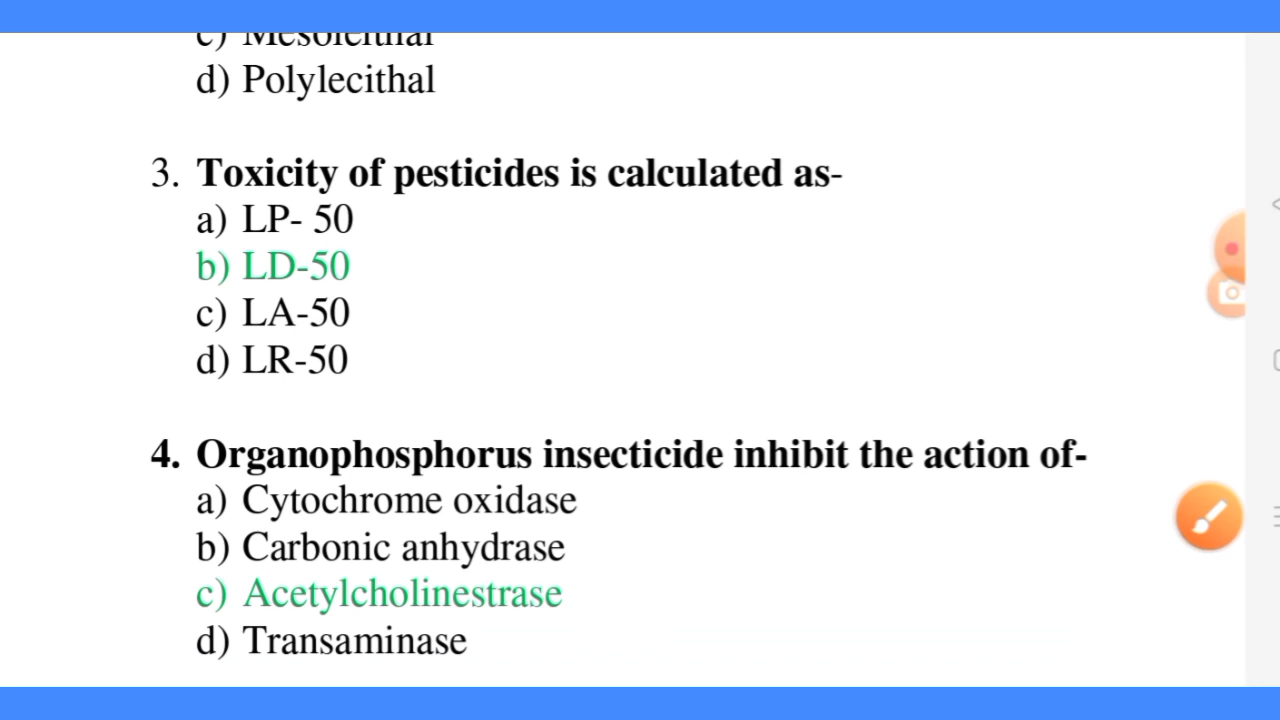 c) Mesolcithal
d) Polylecithal
3. Toxicity of pesticides is calculated as-
a) LP- 50
b) LD-50
c) LA-50
d) LR-50
4. Organophosphorus insecticide inhibit the action of-
a) Cytochrome oxidase
b) Carbonic anhydrase
c) Acetylcholinestrase
d) Transaminase